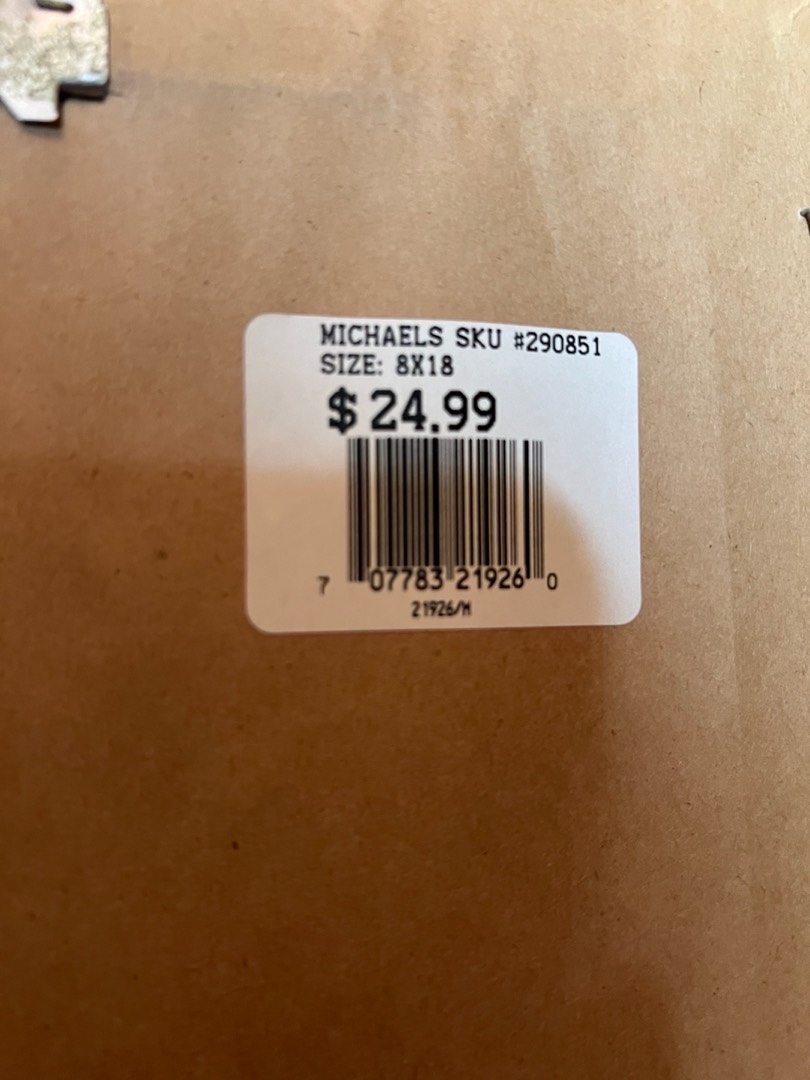 MICHAELS SKU #290851
SIZE: 8X18
$24.99
7 07783 21926 0
21926/M